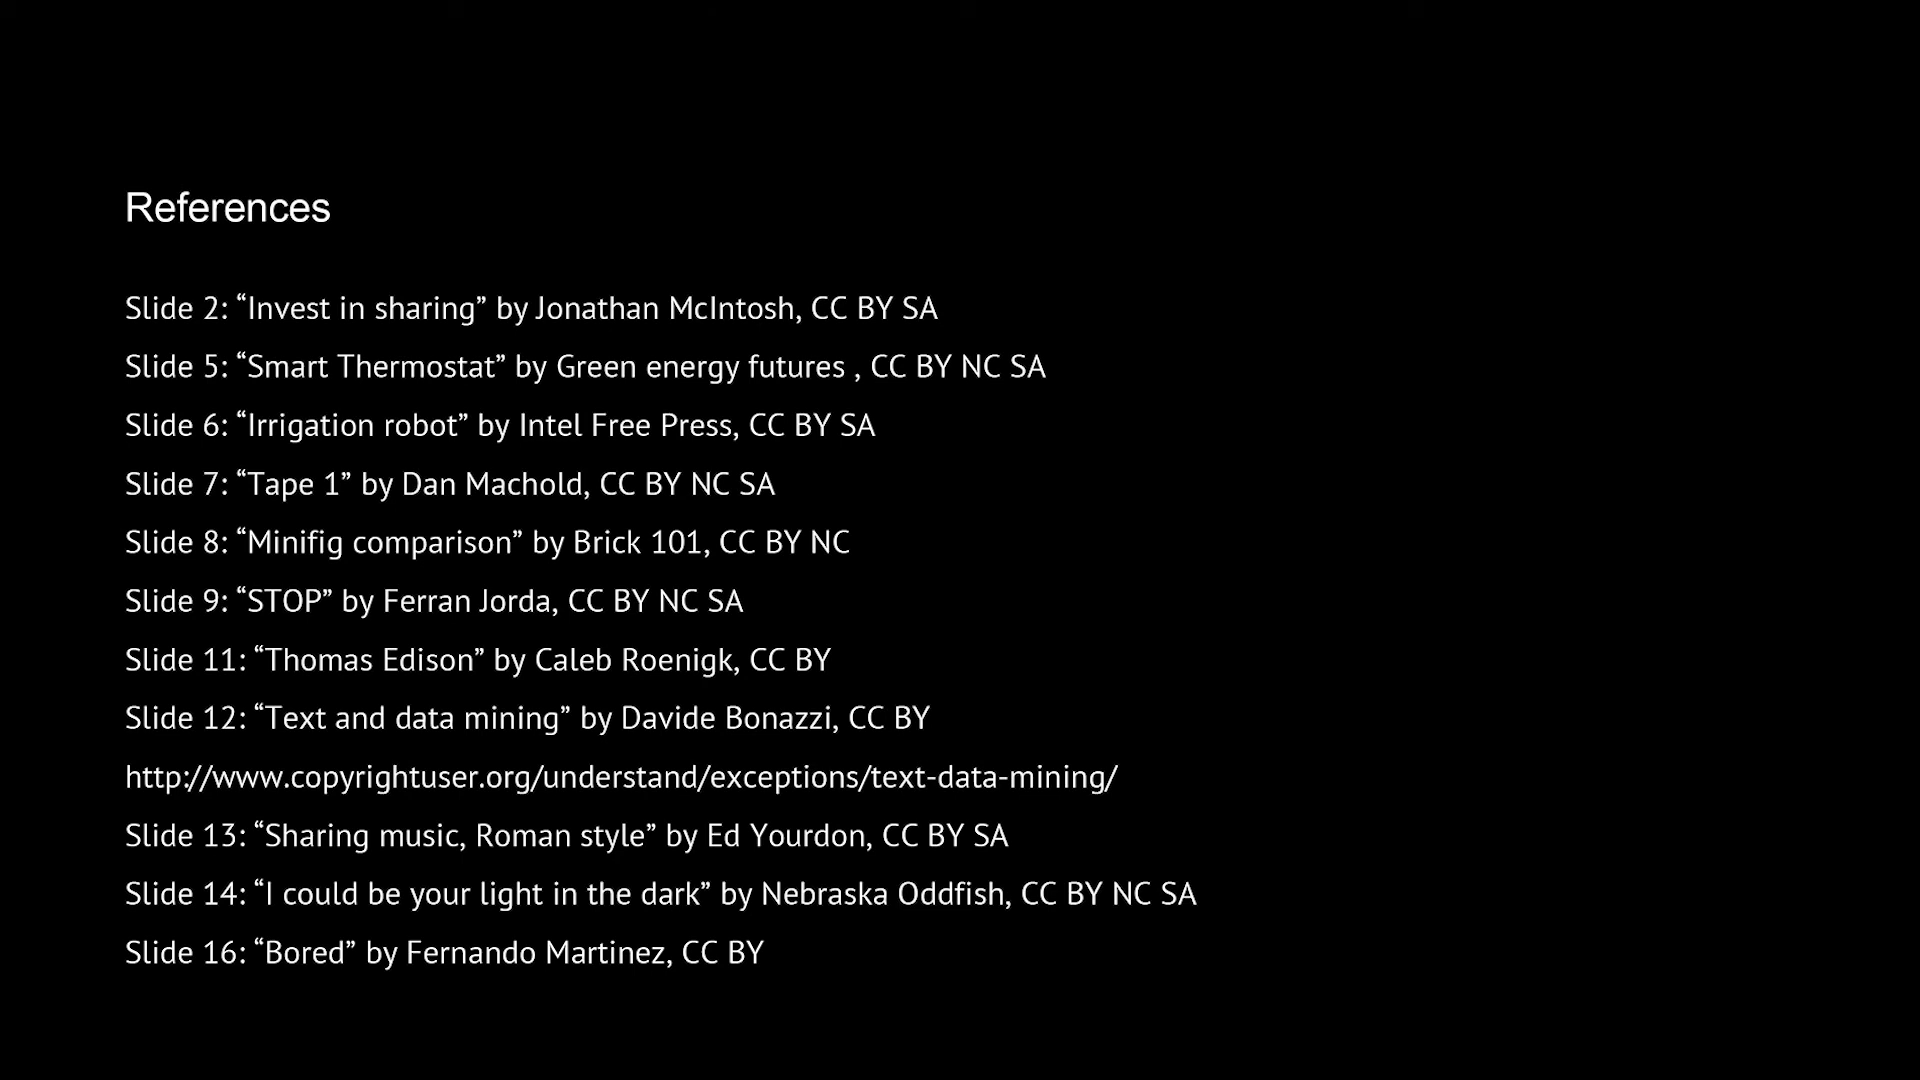 References
Slide 2: “Invest in sharing” by Jonathan McIntosh, CC BY SA
Slide 5: “Smart Thermostat” by Green energy futures , CC BY NC SA
Slide 6: “Irrigation robot” by Intel Free Press, CC BY SA
Slide 7: “Tape 1” by Dan Machold, CC BY NC SA
Slide 8: “Minifig comparison” by Brick 101, CC BY NC
Slide 9: “STOP” by Ferran Jorda, CC BY NC SA
Slide 11: “Thomas Edison” by Caleb Roenigk, CC BY
Slide 12: “Text and data mining” by Davide Bonazzi, CC BY
http://www.copyrightuser.org/understand/exceptions/text-data-mining/
Slide 13: “Sharing music, Roman style” by Ed Yourdon, CC BY SA
Slide 14: “I could be your light in the dark” by Nebraska Oddfish, CC BY NC SA
Slide 16: “Bored” by Fernando Martinez, CC BY